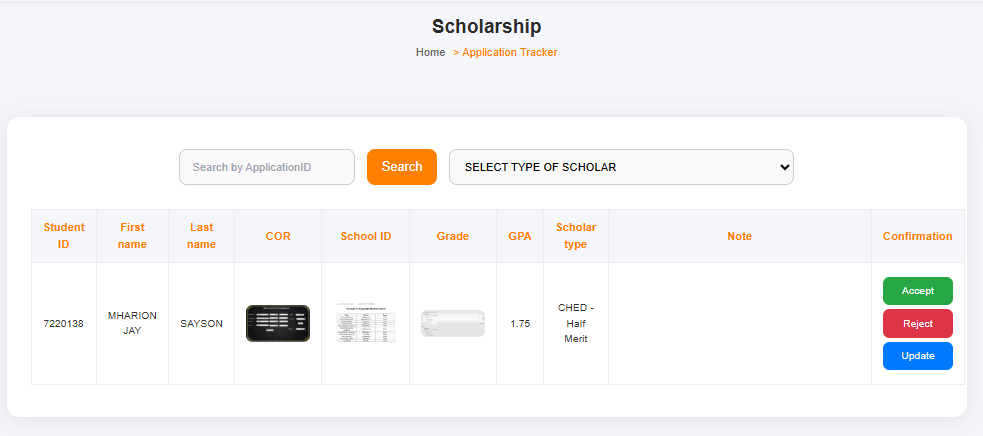 Scholarship
Home > Application Tracker
Search by ApplicationID
Search
SELECT TYPE OF SCHOLAR
Student ID
First name
Last name
COR
School ID
Grade
GPA
Scholar type
Note
Confirmation
7220138
MHARION JAY
SAYSON
1.75
CHED - Half Merit
Accept
Reject
Update